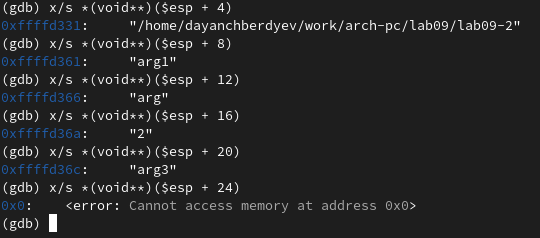 (gdb) x/s *(void**)($esp + 4)
0xffffd331:     "/home/dayanchberdyev/work/arch-pc/lab09/lab09-2"
(gdb) x/s *(void**)($esp + 8)
0xffffd361:     "arg1"
(gdb) x/s *(void**)($esp + 12)
0xffffd366:     "arg"
(gdb) x/s *(void**)($esp + 16)
0xffffd36a:     "2"
(gdb) x/s *(void**)($esp + 20)
0xffffd36c:     "arg3"
(gdb) x/s *(void**)($esp + 24)
0x0:    <error: Cannot access memory at address 0x0>
(gdb)